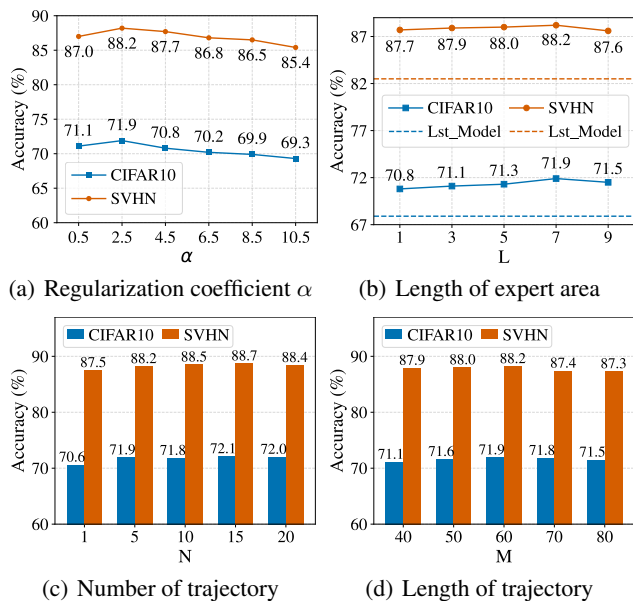 90
85
80
75
70
65
60
Accuracy (%)
87.0
88.2
87.7
86.8
86.5
85.4
71.1
71.9
70.8
70.2
69.9
69.3
CIFAR10
SVHN
0.5 2.5 4.5 6.5 8.5 10.5
α
(a) Regularization coefficient α
87
82
77
72
67
Accuracy (%)
87.7
87.9
88.0
88.2
87.6
CIFAR10 SVHN
Lst_Model Lst_Model
70.8
71.1
71.3
71.9
71.5
1 3 5 7 9
L
(b) Length of expert area
CIFAR10 SVHN
90
80
70
60
Accuracy (%)
87.5
88.2
88.5
88.7
88.4
70.6
71.9
71.8
72.1
72.0
1 5 10 15 20
N
(c) Number of trajectory
CIFAR10 SVHN
90
80
70
60
Accuracy (%)
87.9
88.0
88.2
87.4
87.3
71.1
71.6
71.9
71.8
71.5
40 50 60 70 80
M
(d) Length of trajectory